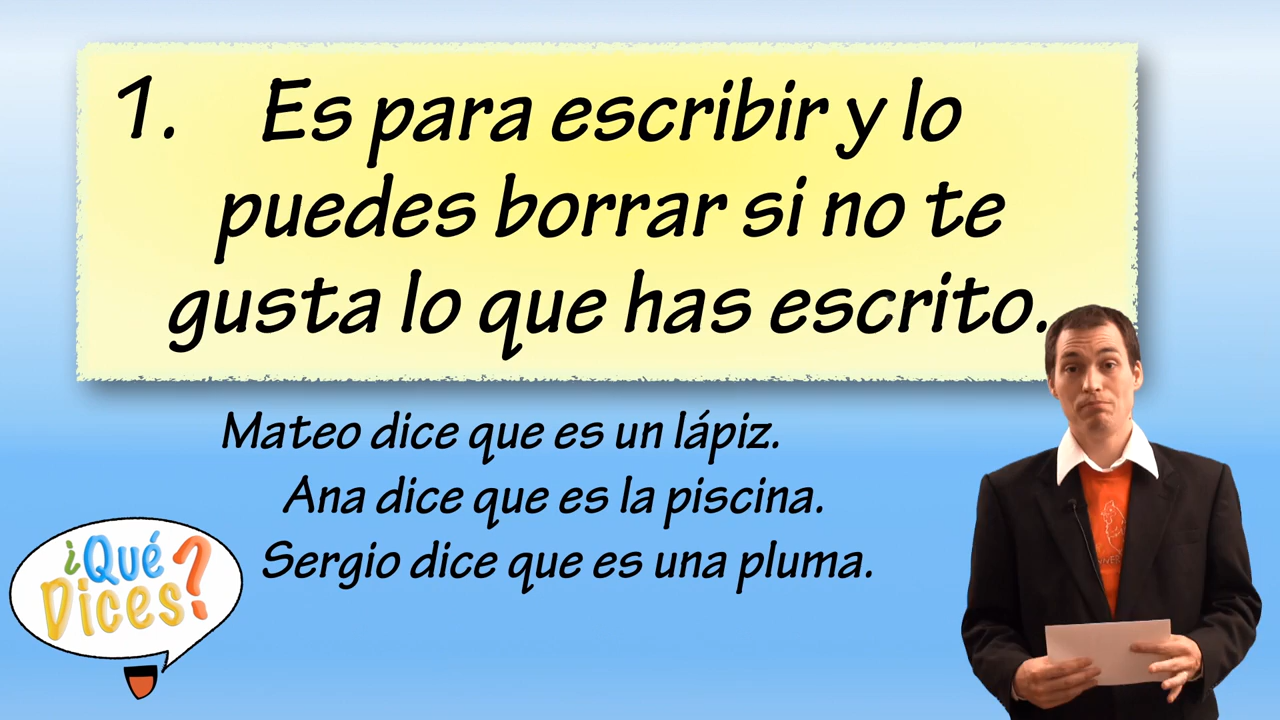 1. Es para escribir y lo
puedes borrar si no te
gusta lo que has escrito.
Mateo dice que es un lápiz.
Ana dice que es la piscina.
Sergio dice que es una pluma.
¿Qué
Dices?